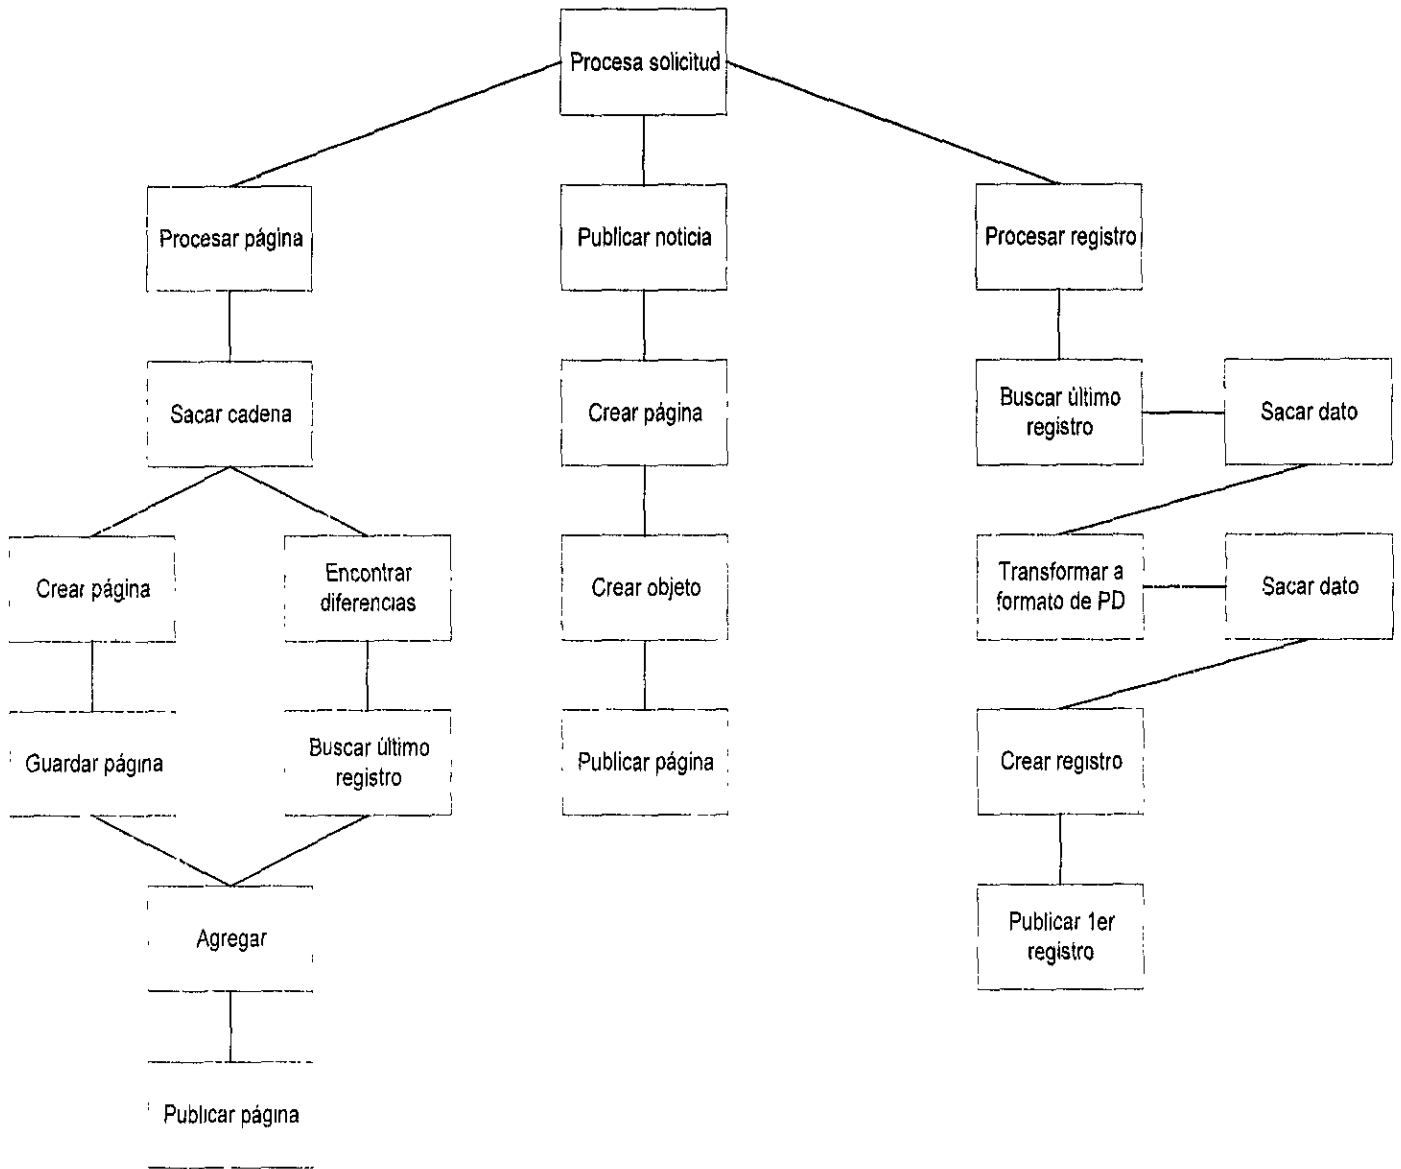 Procesa solicitud
Procesar página
Publicar noticia
Procesar registro
Sacar cadena
Crear página
Buscar último
registro
Sacar dato
Crear página
Encontrar
diferencias
Crear objeto
Transformar a
formato de PD
Sacar dato
Guardar página
Buscar último
registro
Publicar página
Crear registro
Agregar
Publicar 1er
registro
Publicar página